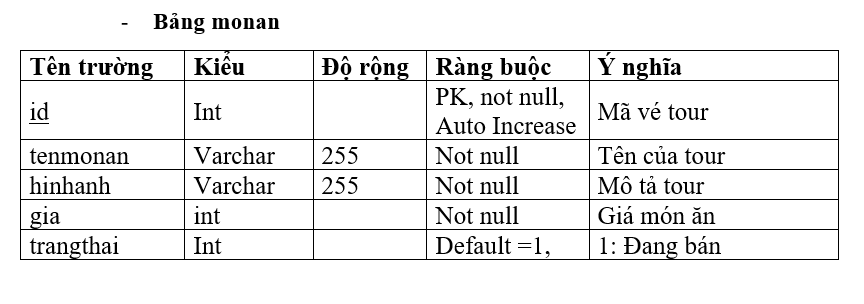 - Bảng monan
Tên trường Kiểu Độ rộng Ràng buộc Ý nghĩa
id Int PK, not null, Auto Increase Mã vé tour
tenmonan Varchar 255 Not null Tên của tour
hinhanh Varchar 255 Not null Mô tả tour
gia int Not null Giá món ăn
trangthai Int Default =1, 1: Đang bán